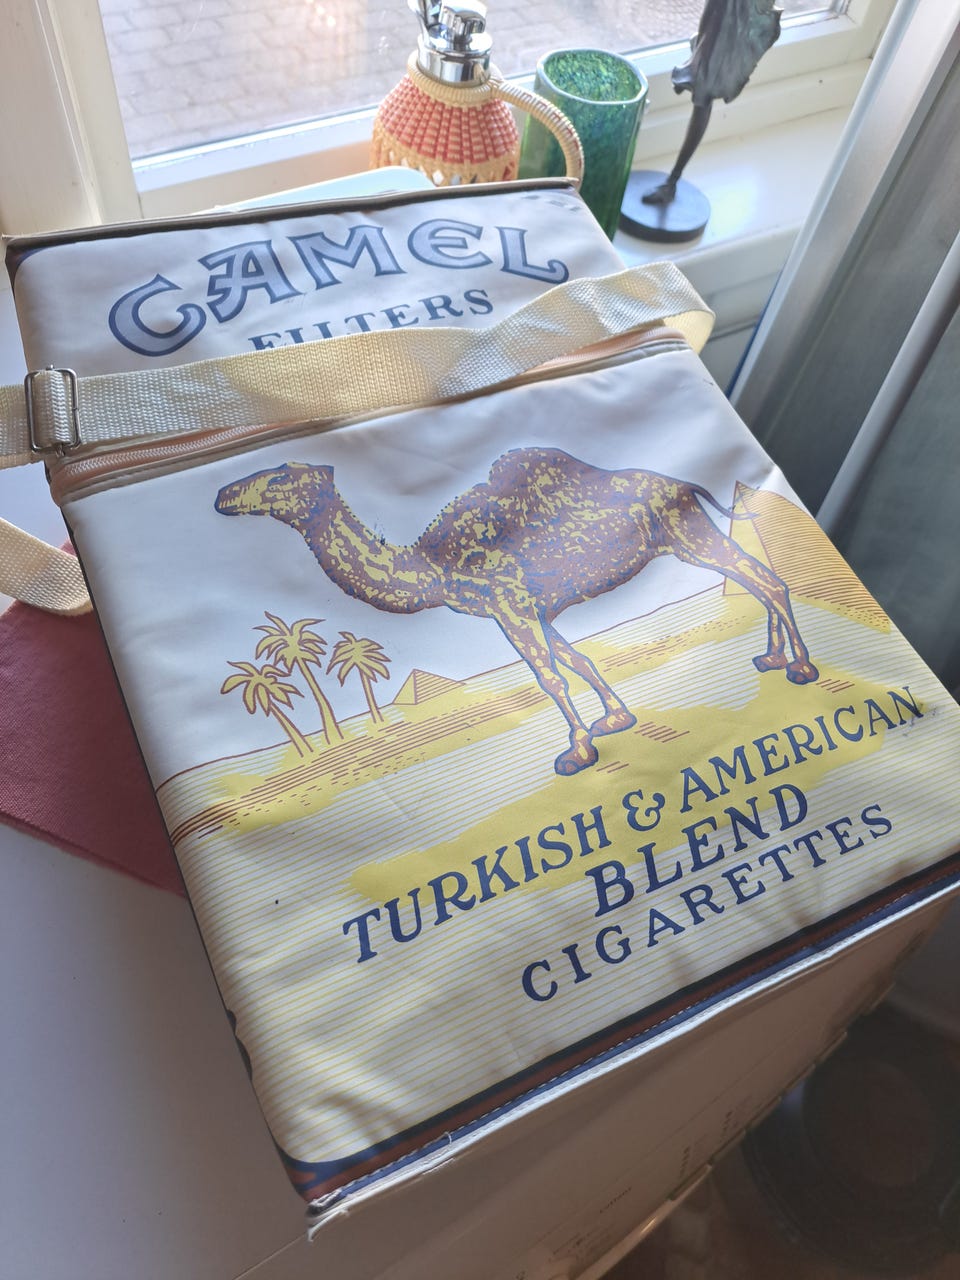 CAMEL
FILTERS
TURKISH & AMERICAN
BLEND
CIGARETTES